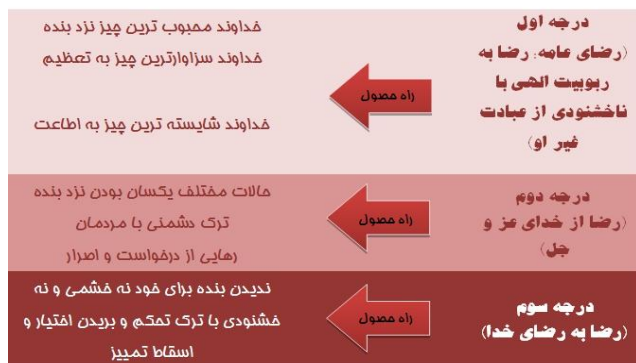 درجه اول
(رضای عامه: رضا به
ربوبیت الهی با
ناخشنودی از عبادت
غیر او)
راه حصول
خداوند محبوب ترین چیز نزد بنده
خداوند سزاوارترین چیز به تعظیم
خداوند شایسته ترین چیز به اطاعت
درجه دوم
(رضا از خدای عز و
جل)
راه حصول
حالات مختلف یکسان بودن نزد بنده
ترک دشمنی با مردمان
رهایی از درخواست و اصرار
درجه سوم
(رضا به رضای خدا)
راه حصول
ندیدن بنده برای خود نه خشمی و نه
خشنودی با ترک تحکم و بریدن اختیار و
اسقاط تمییز